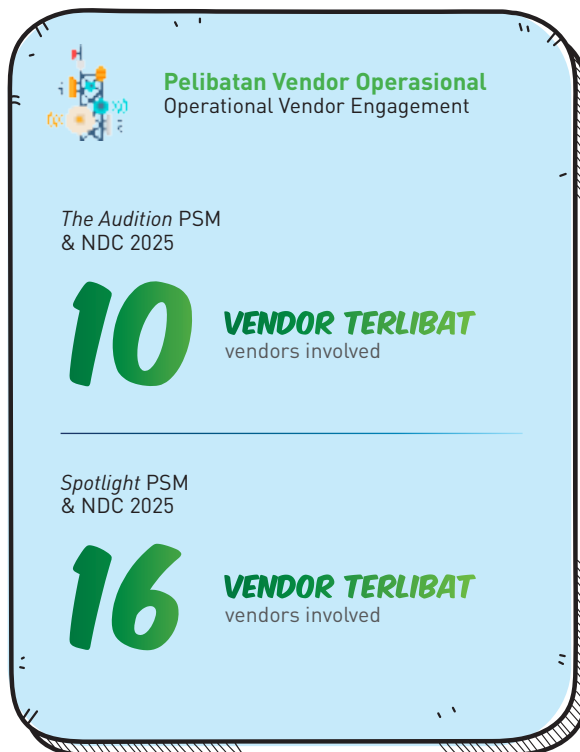 Pelibatan Vendor Operasional
Operational Vendor Engagement
The Audition PSM
& NDC 2025
10
VENDOR TERLIBAT
vendors involved
Spotlight PSM
& NDC 2025
16
VENDOR TERLIBAT
vendors involved